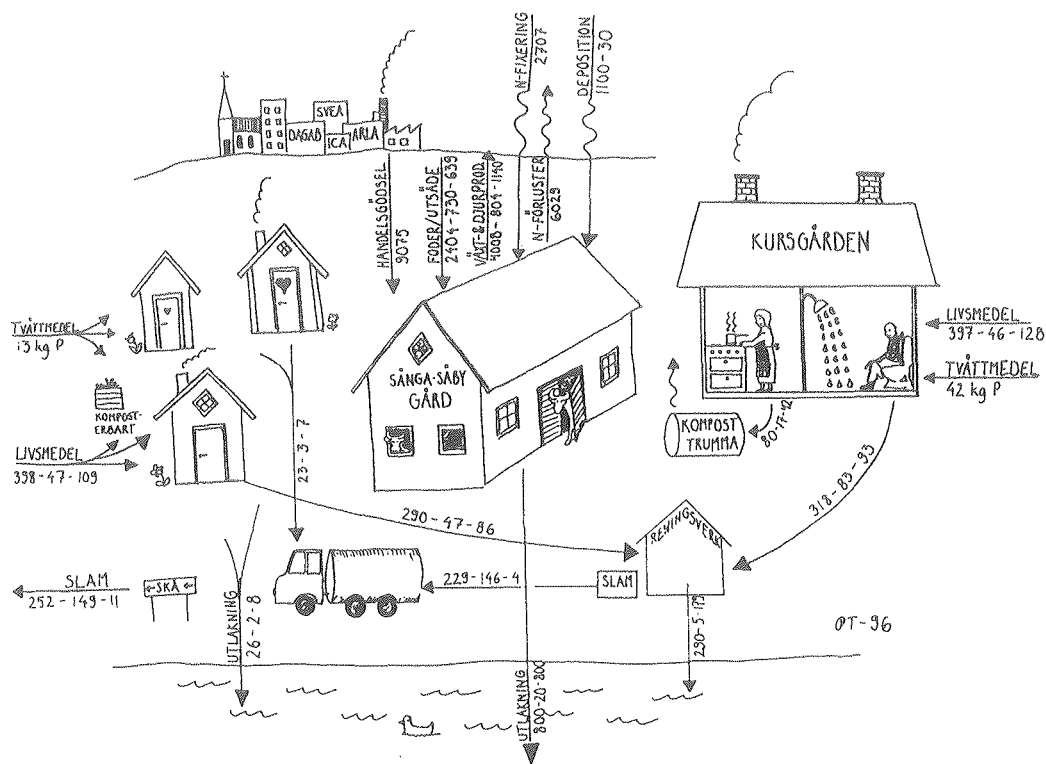 N-FIXERING
2707
DEPOSITION
1100-30
SVEA
DAGAB
ICA
ARLA
HANDELSGÖDSEL
9075
FODER/UTSÄDE
2404-730-639
VÄXT-&DJURPROD
4008-804-1140
N-FÖRLUSTER
6029
KURSGÅRDEN
TVÄTTMEDEL
13 kg P
LIVSMEDEL
397-46-128
TVÄTTMEDEL
42 kg P
SÅNGA-SÄBY
GÅRD
KOMPOST-
ERBART
KOMPOST
TRUMMA
80-17-12
LIVSMEDEL
398-47-109
23-3-7
318-83-93
290-47-86
RENINGSVERK
SLAM
252-149-11
←SKÅ←
229-146-4
SLAM
UTLAKNING
26-2-8
290-5-175
PT-96
UTLAKNING
800-20-800